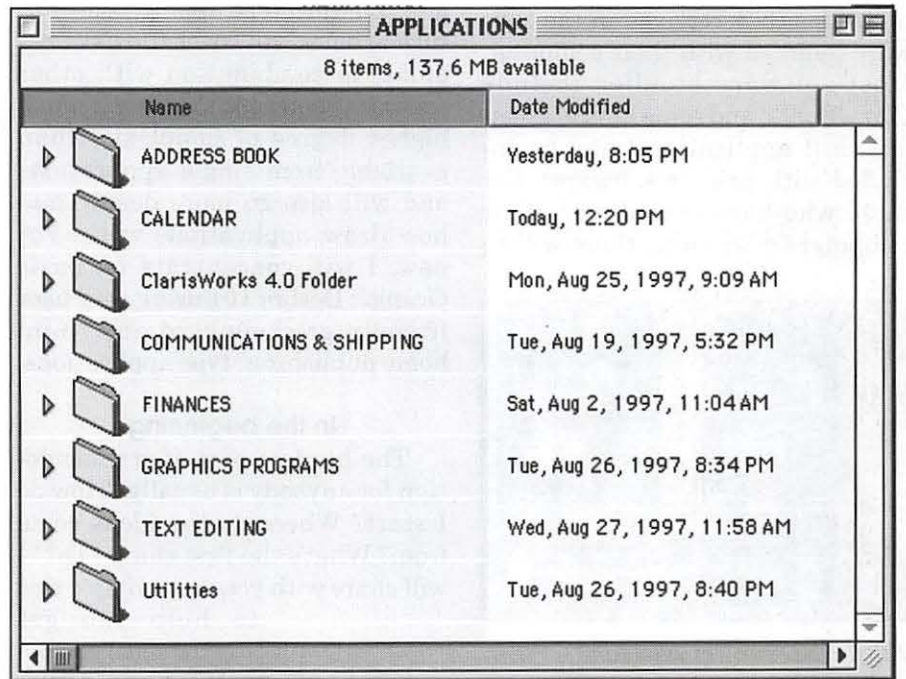 APPLICATIONS
8 items, 137.6 MB available
Name Date Modified
ADDRESS BOOK Yesterday, 8:05 PM
CALENDAR Today, 12:20 PM
ClarisWorks 4.0 Folder Mon, Aug 25, 1997, 9:09 AM
COMMUNICATIONS & SHIPPING Tue, Aug 19, 1997, 5:32 PM
FINANCES Sat, Aug 2, 1997, 11:04 AM
GRAPHICS PROGRAMS Tue, Aug 26, 1997, 8:34 PM
TEXT EDITING Wed, Aug 27, 1997, 11:58 AM
Utilities Tue, Aug 26, 1997, 8:40 PM